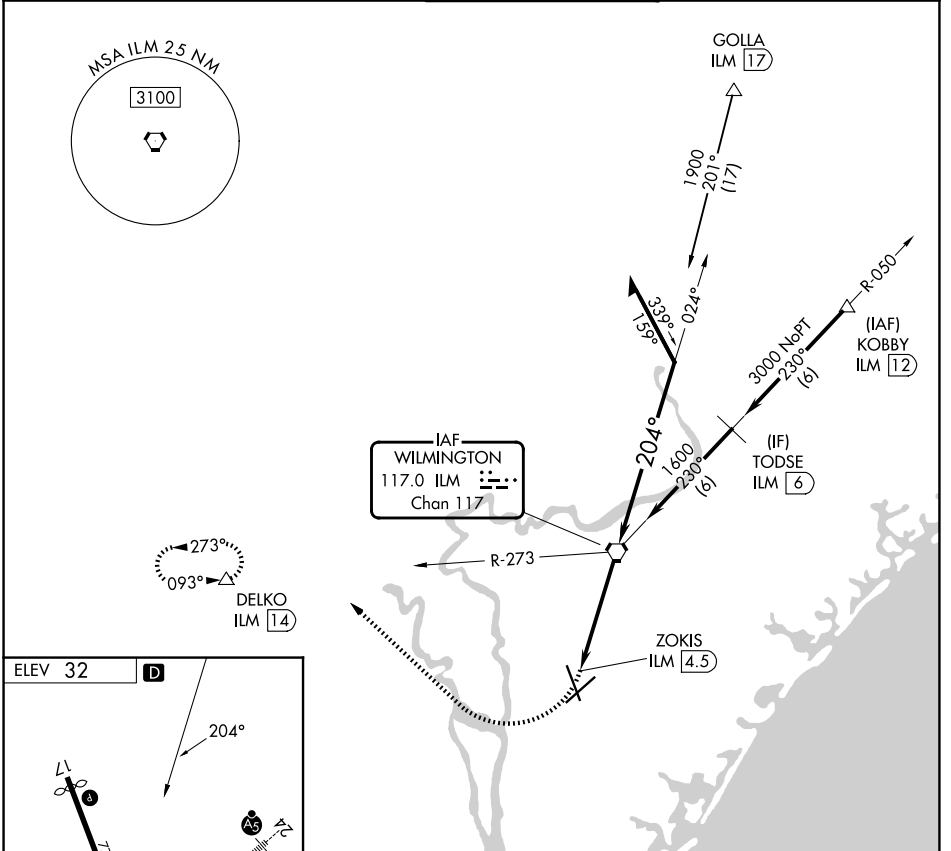 MSA ILM 25 NM
3100
GOLLA
ILM 17
1900
201°
(17)
R-050
339°
159°
024°
3000 NoPT
230°
(6)
(IAF)
KOBBY
ILM 12
204°
1600
230°
(6)
(IF)
TODSE
ILM 6
IAF
WILMINGTON
117.0 ILM
Chan 117
R-273
273°
093°
DELKO
ILM 14
ZOKIS
ILM 4.5
ELEV 32
D
204°
17
A5
24